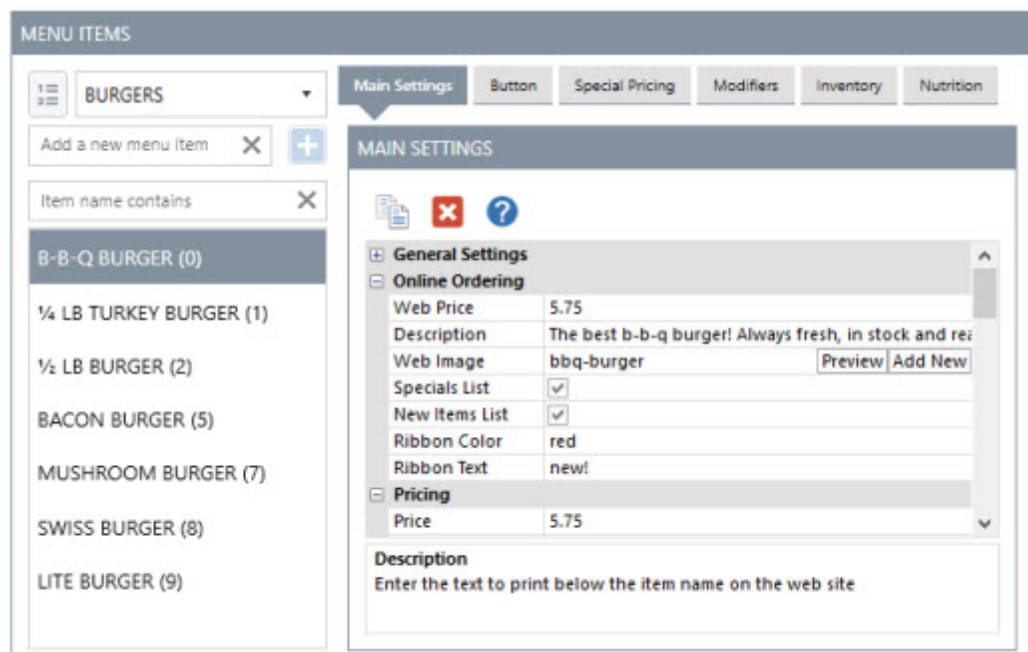 MENU ITEMS
BURGERS
Add a new menu item
Item name contains
B-B-Q BURGER (0)
¼ LB TURKEY BURGER (1)
½ LB BURGER (2)
BACON BURGER (5)
MUSHROOM BURGER (7)
SWISS BURGER (8)
LITE BURGER (9)
Main Settings Button Special Pricing Modifiers Inventory Nutrition
MAIN SETTINGS
General Settings
Online Ordering
Web Price 5.75
Description The best b-b-q burger! Always fresh, in stock and rea
Web Image bbq-burger Preview Add New
Specials List
New Items List
Ribbon Color red
Ribbon Text new!
Pricing
Price 5.75
Description
Enter the text to print below the item name on the web site